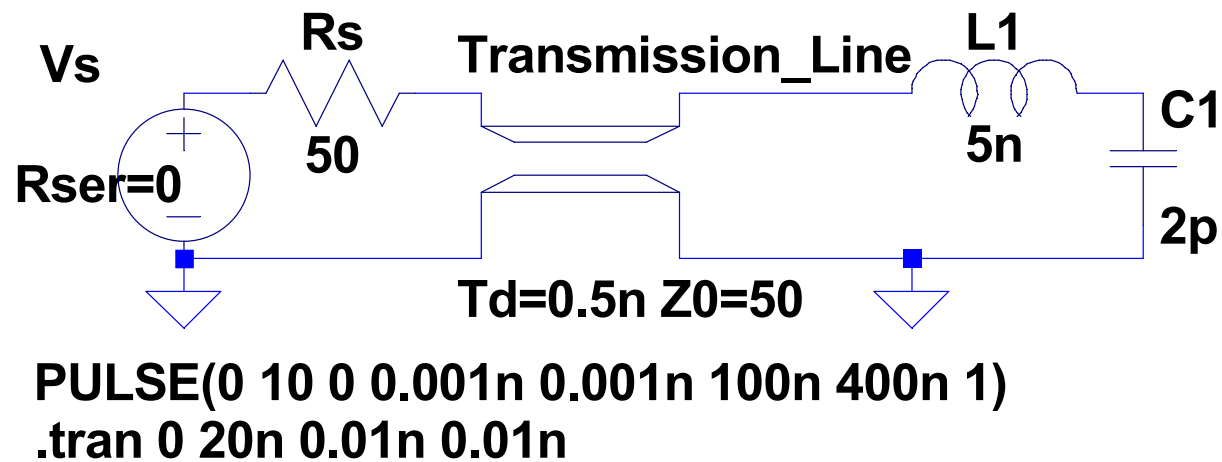 Vs
Rser=0
Rs
50
Transmission_Line
Td=0.5n Z0=50
L1
5n
C1
2p
PULSE(0 10 0 0.001n 0.001n 100n 400n 1)
.tran 0 20n 0.01n 0.01n